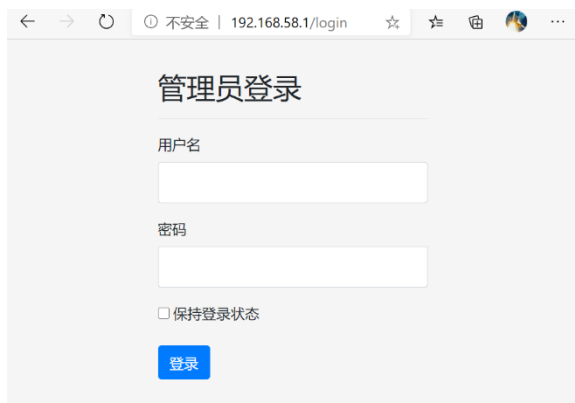 不安全 | 192.168.58.1/login
管理员登录
用户名
密码
保持登录状态
登录